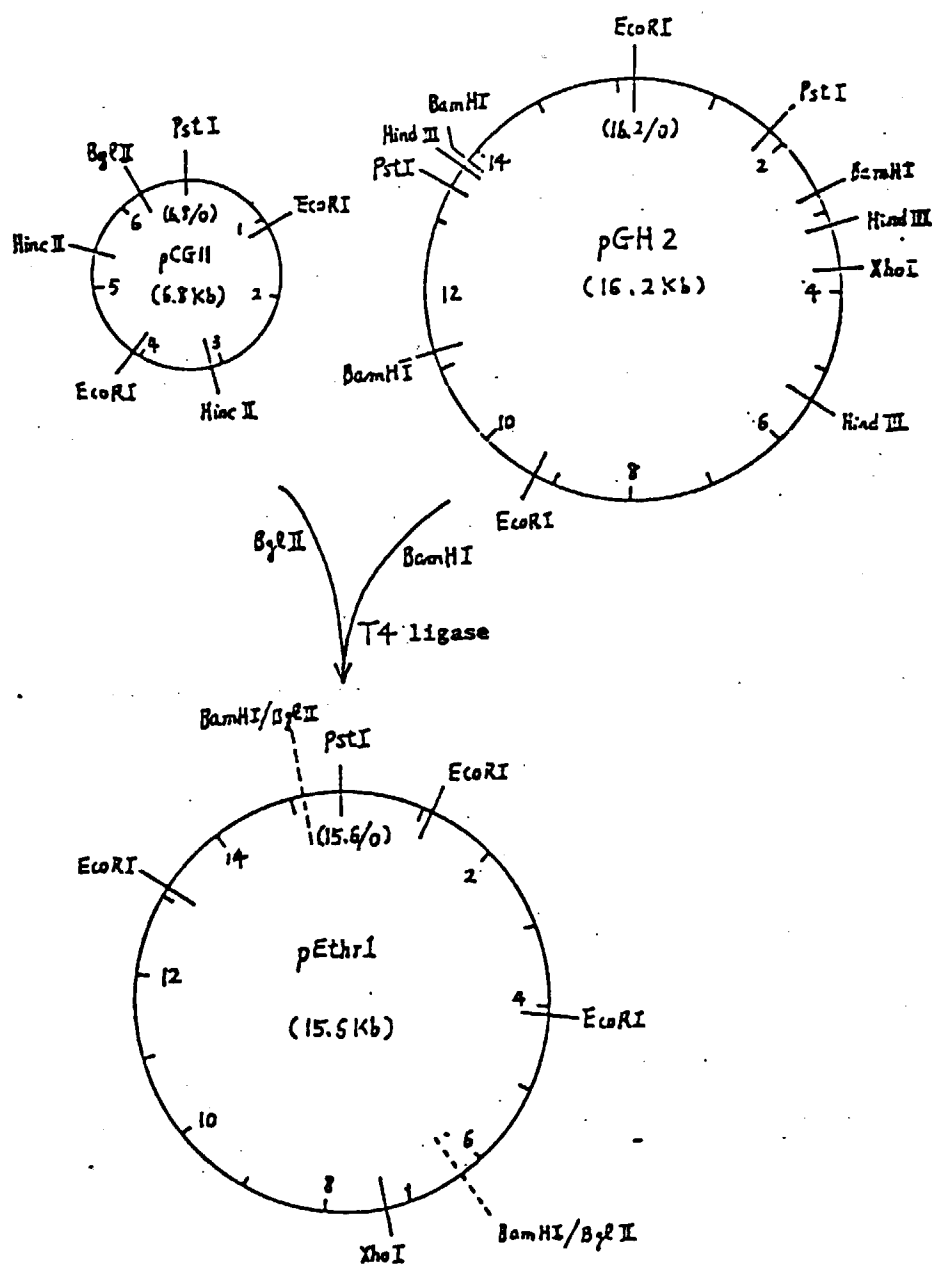 PstI
BglII
EcoRI
(6.8/0)
1
6
HincII
pCG11
(6.8Kb)
5
2
4
3
EcoRI
HincII
EcoRI
PstI
(16.2/0)
BamHI
HindIII
14
PstI
2
BamHI
HindIII
XhoI
pGH2
(16.2Kb)
12
4
BamHI
10
6
HindIII
8
EcoRI
BglII
BamHI
T4 ligase
BamHI/BglII
PstI
EcoRI
(15.6/0)
14
2
EcoRI
pEthr1
12
4
EcoRI
(15.6Kb)
10
6
8
BamHI/BglII
XhoI